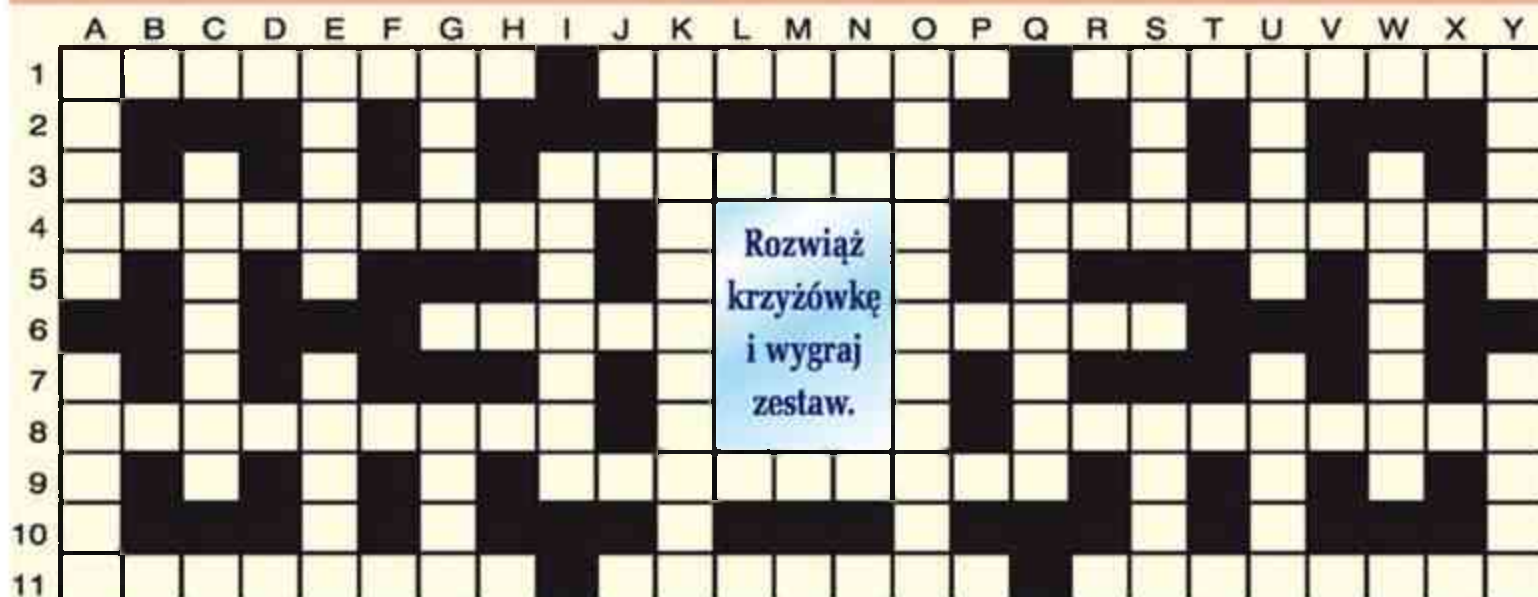 A B C D E F G H I J K L M N O P Q R S T U V W X Y
1
2
3
4
Rozwiąż
5
krzyżówkę
6
i wygraj
7
zestaw.
8
9
10
11